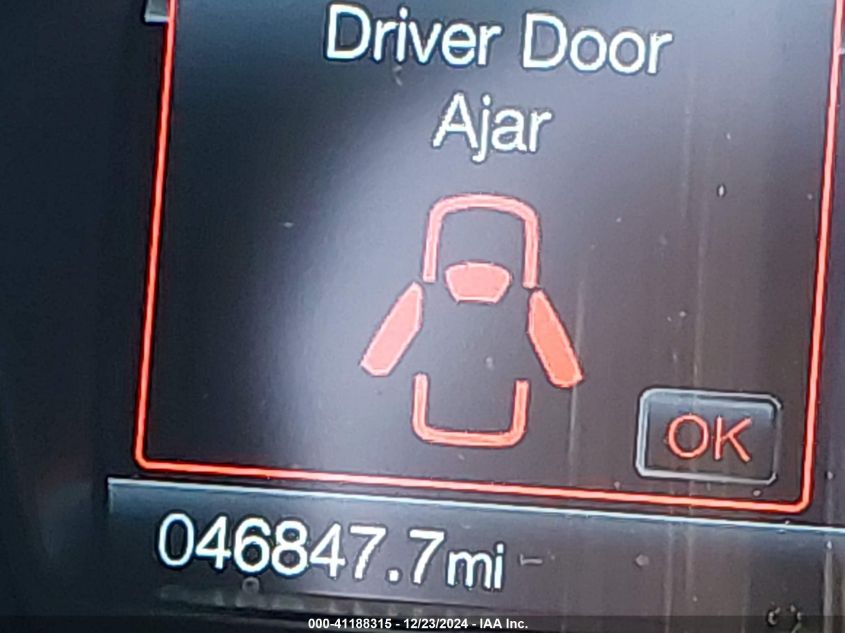 Driver Door
Ajar
OK
046847.7mi
000-41188315 - 12/23/2024 - IAA Inc.